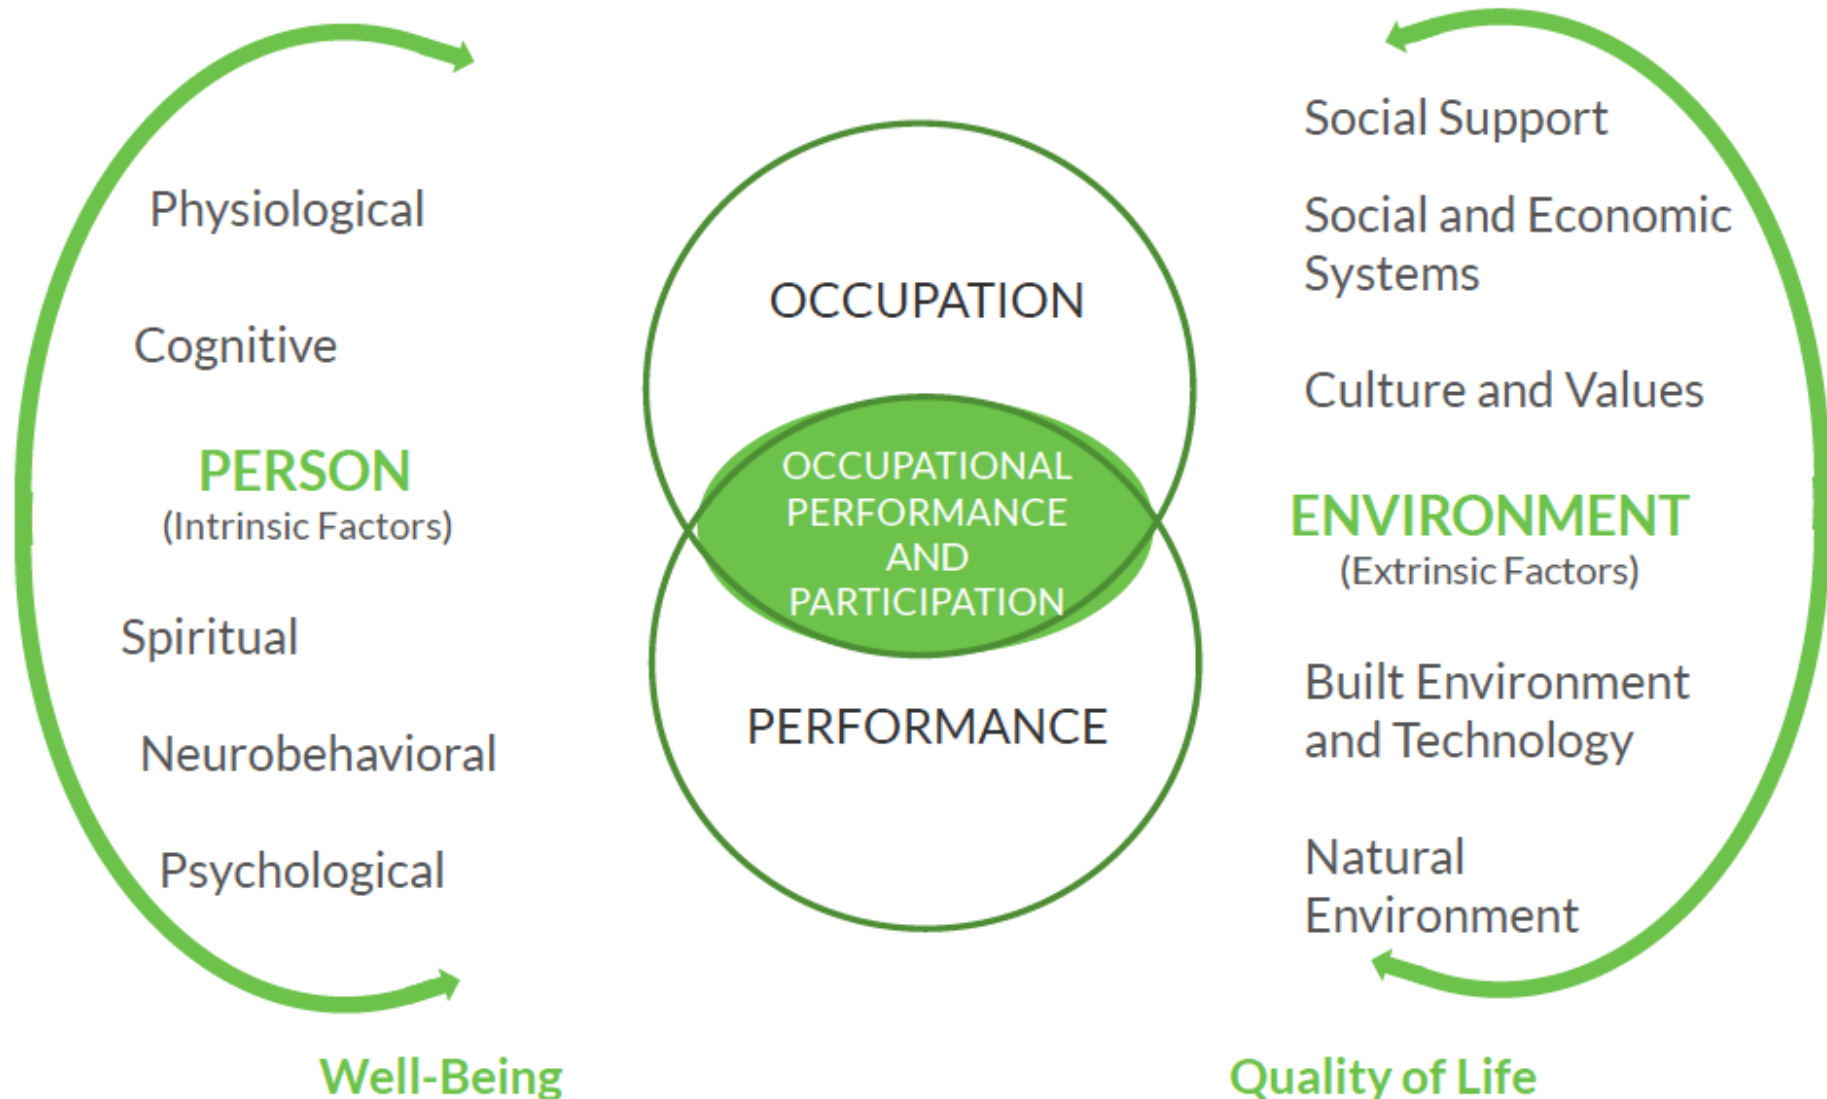 Physiological
Cognitive
PERSON
(Intrinsic Factors)
Spiritual
Neurobehavioral
Psychological
OCCUPATION
OCCUPATIONAL
PERFORMANCE
AND
PARTICIPATION
PERFORMANCE
Social Support
Social and Economic
Systems
Culture and Values
ENVIRONMENT
(Extrinsic Factors)
Built Environment
and Technology
Natural
Environment
Well-Being
Quality of Life